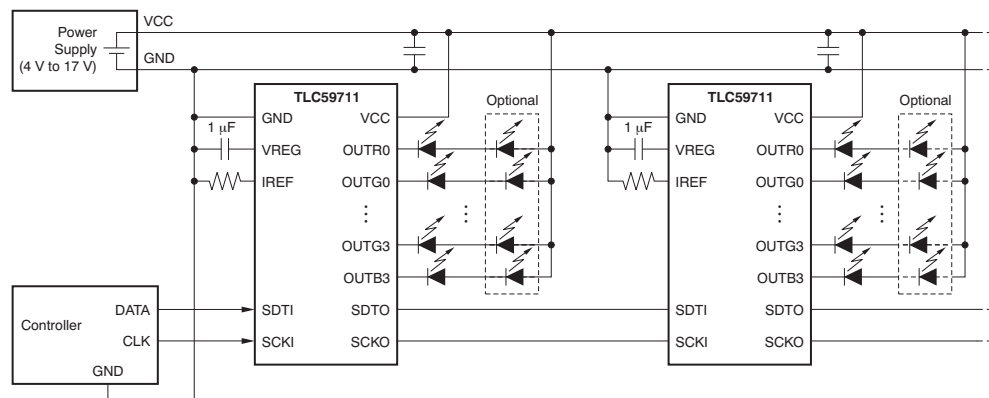 VCC
Power
Supply
(4 V to 17 V)
GND
TLC59711
GND
VCC
1 μF
VREG
OUTR0
IREF
OUTG0
...
...
OUTG3
OUTB3
SDTI
SDTO
SCKI
SCKO
Optional
TLC59711
GND
VCC
1 μF
VREG
OUTR0
IREF
OUTG0
...
...
OUTG3
OUTB3
SDTI
SDTO
SCKI
SCKO
Optional
Controller
DATA
CLK
GND